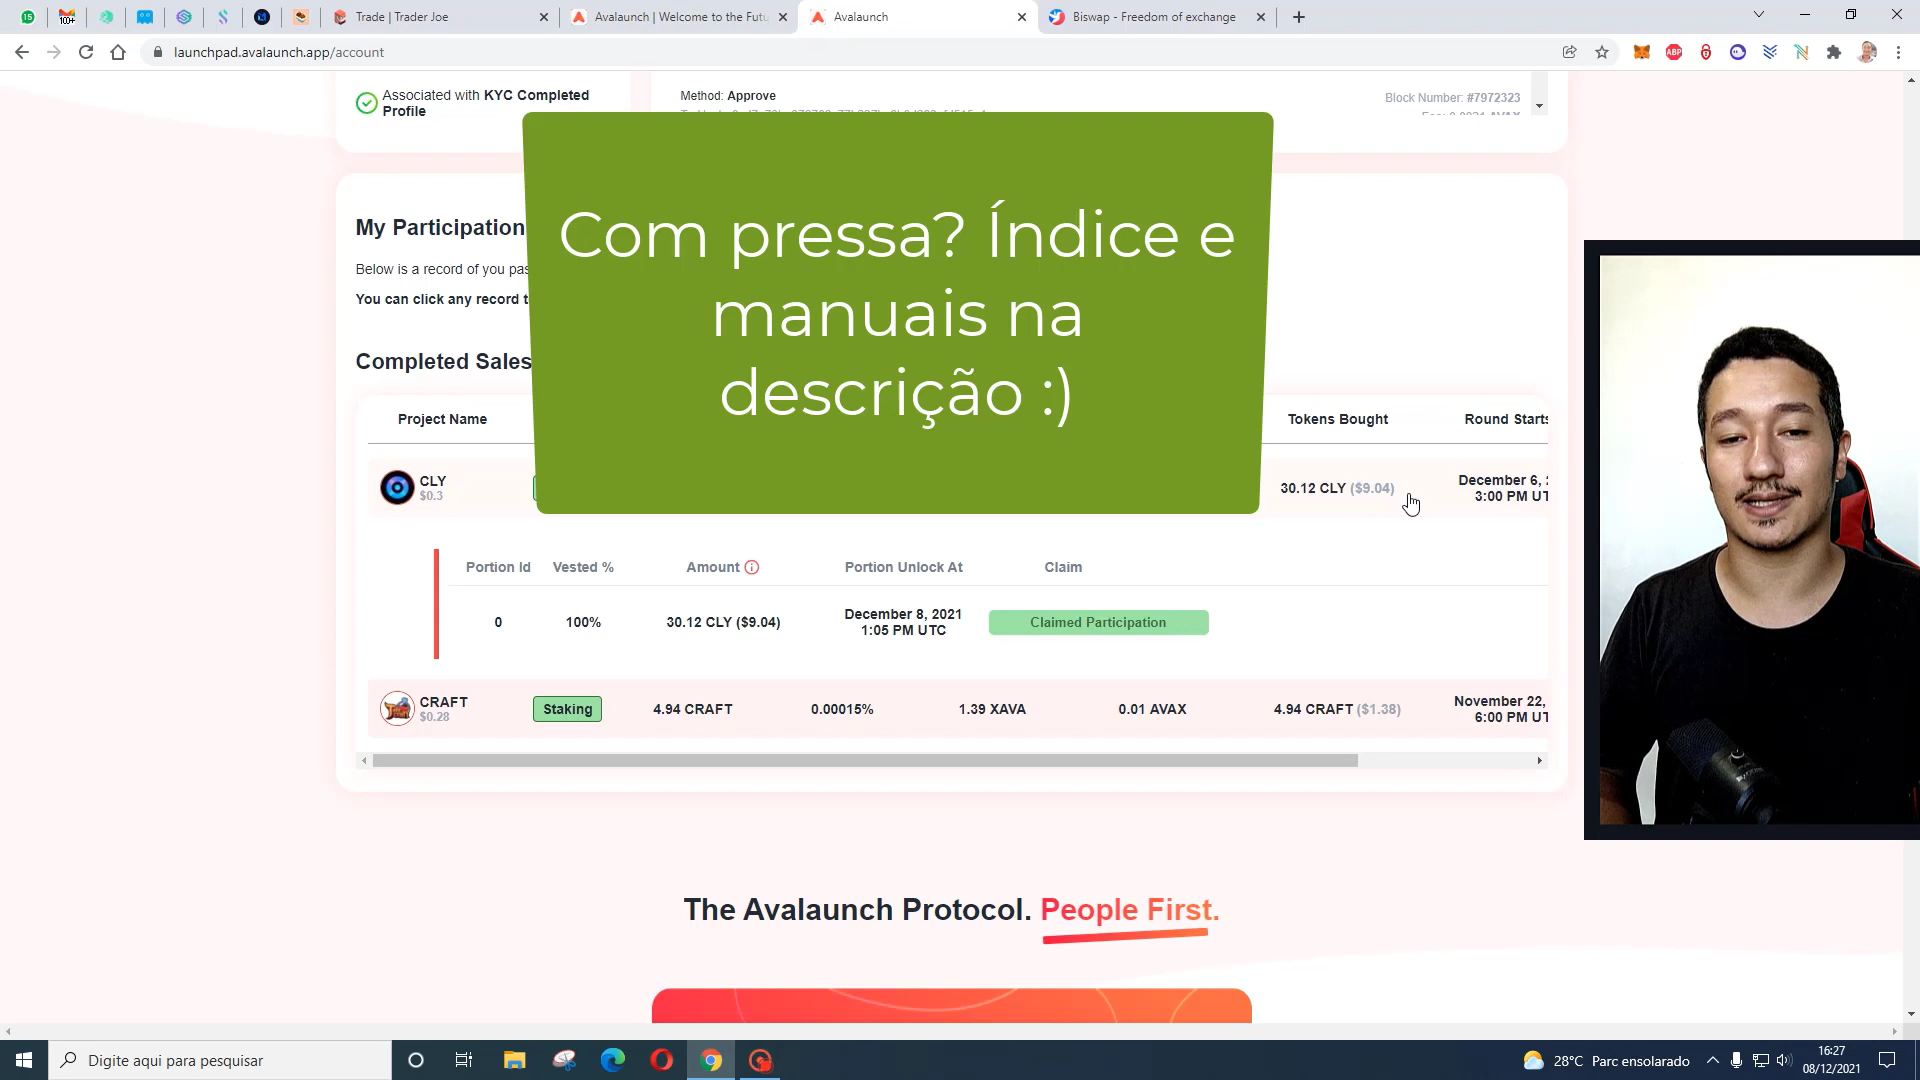 15
100+
Trade | Trader Joe
Avalaunch | Welcome to the Futu
Avalaunch
Biswap - Freedom of exchange
launchpad.avalaunch.app/account
ABP
Associated with KYC Completed
Profile
Method: Approve
Block Number: #7972323
Com pressa? Índice e
manuais na
descrição :)
My Participation
Below is a record of you pas
You can click any record t
Completed Sales
Project Name
Tokens Bought
Round Starts
CLY
$0.3
30.12 CLY ($9.04)
December 6, 2
3:00 PM UT
Portion Id
Vested %
Amount
Portion Unlock At
Claim
0
100%
30.12 CLY ($9.04)
December 8, 2021
1:05 PM UTC
Claimed Participation
CRAFT
$0.28
Staking
4.94 CRAFT
0.00015%
1.39 XAVA
0.01 AVAX
4.94 CRAFT ($1.38)
November 22,
6:00 PM UT
The Avalaunch Protocol. People First.
Digite aqui para pesquisar
28°C Parc ensolarado
16:27
08/12/2021